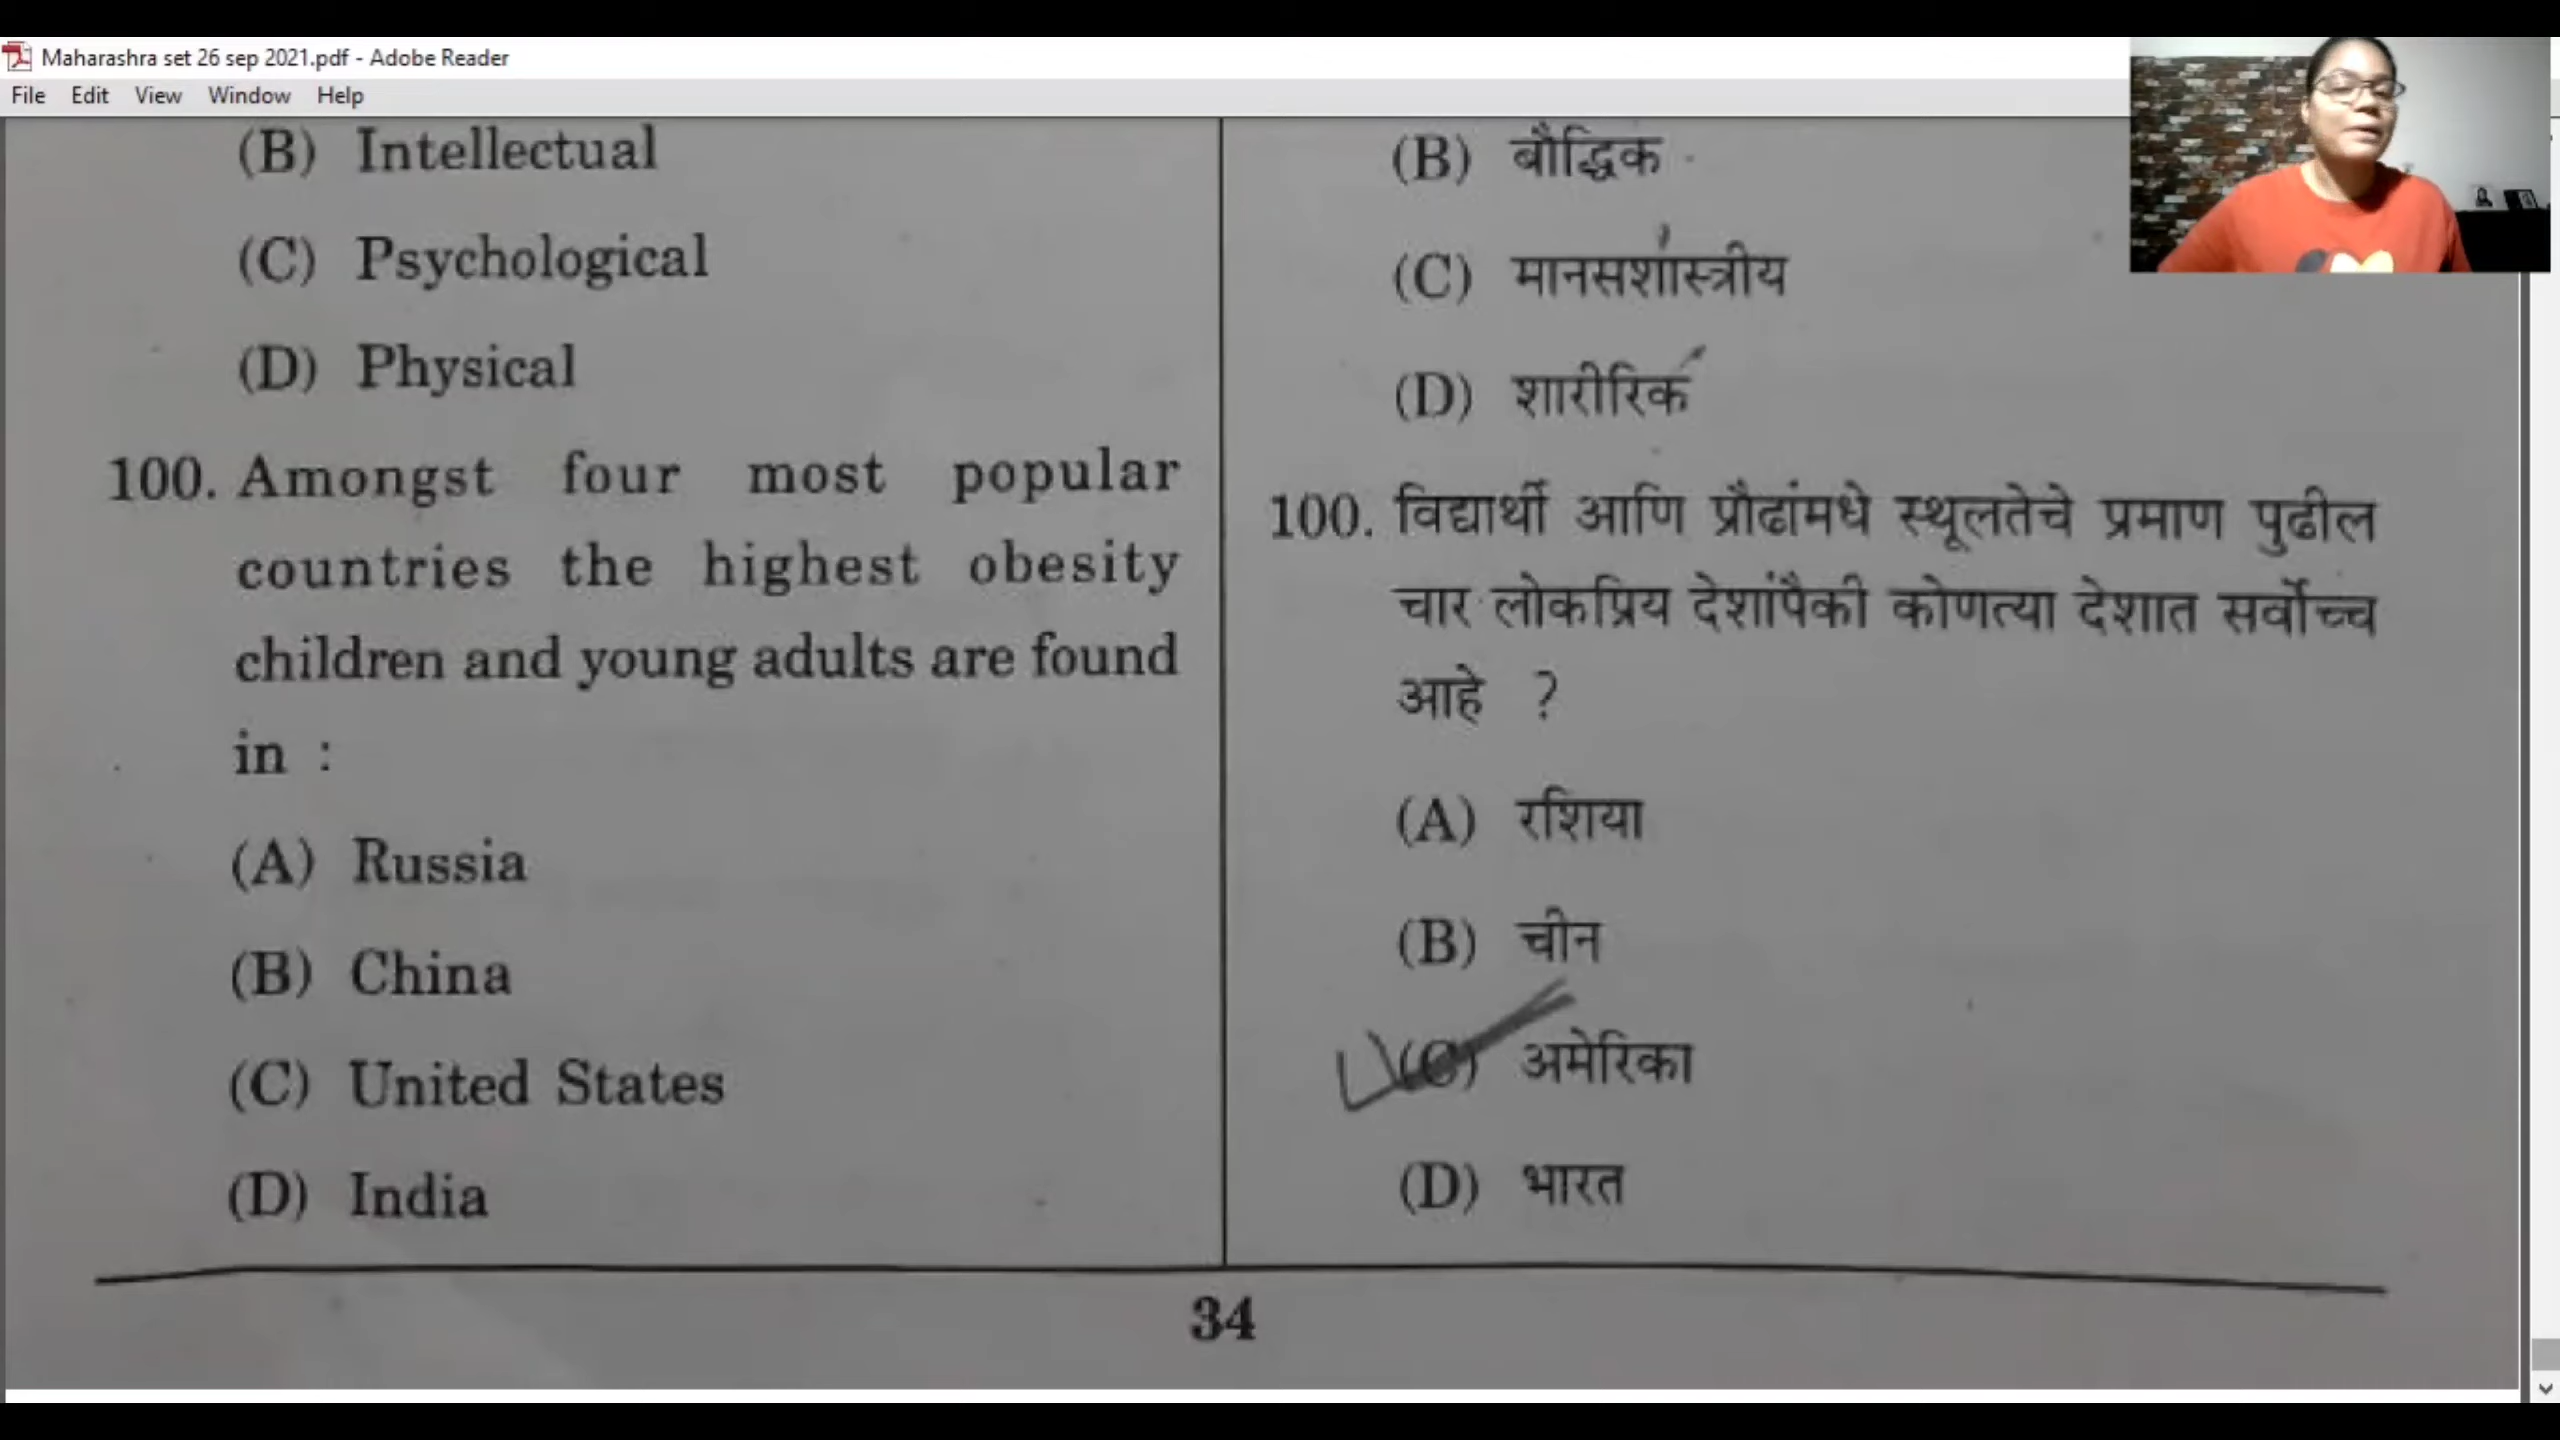 Maharashra set 26 sep 2021.pdf - Adobe Reader
File Edit View Window Help
(B) Intellectual
(C) Psychological
(D) Physical
100. Amongst four most popular
countries the highest obesity
children and young adults are found
in :
(A) Russia
(B) China
(C) United States
(D) India
(B) बौद्धिक
(C) मानसशास्त्रीय
(D) शारीरिक
100. विद्यार्थी आणि प्रौढांमधे स्थूलतेचे प्रमाण पुढील
चार लोकप्रिय देशांपैकी कोणत्या देशात सर्वोच्च
आहे ?
(A) रशिया
(B) चीन
(C) अमेरिका
(D) भारत
34